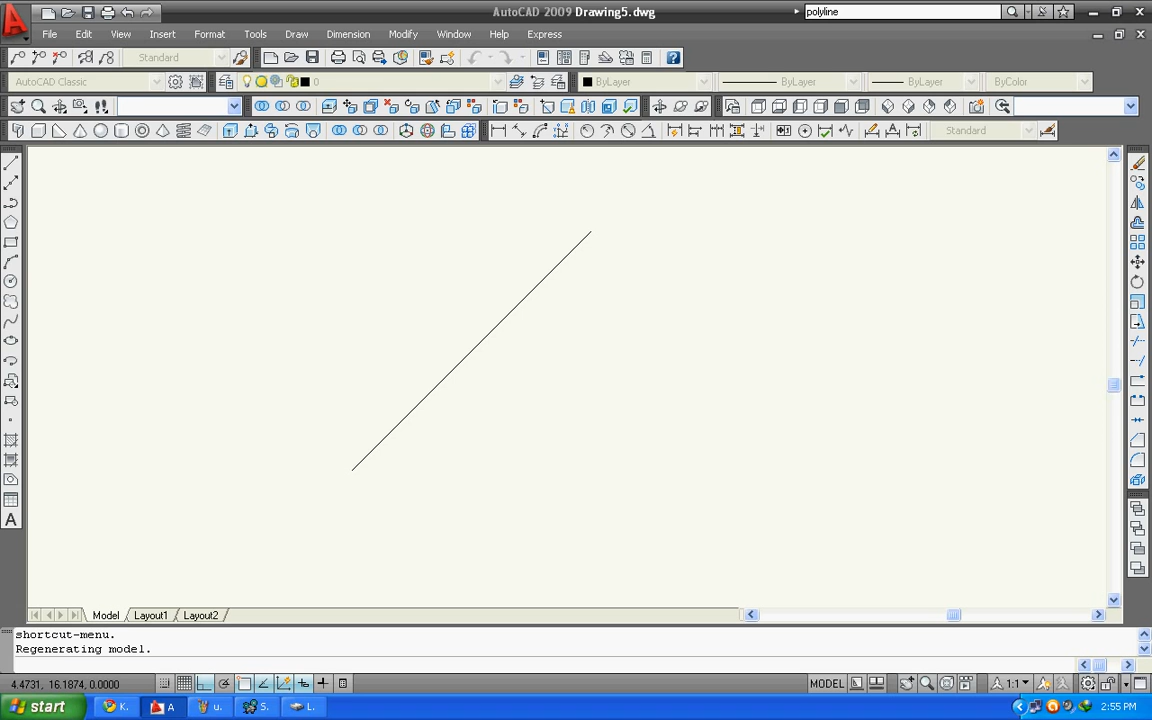 AutoCAD 2009 Drawing5.dwg
polyline
File Edit View Insert Format Tools Draw Dimension Modify Window Help Express
Standard
AutoCAD Classic 0 ByLayer ByLayer ByLayer ByColor
Standard
A
Model Layout1 Layout2
shortcut-menu.
Regenerating model.
4.4731, 16.1874, 0.0000 MODEL 1:1
start K. A u. S. L. 2:55 PM